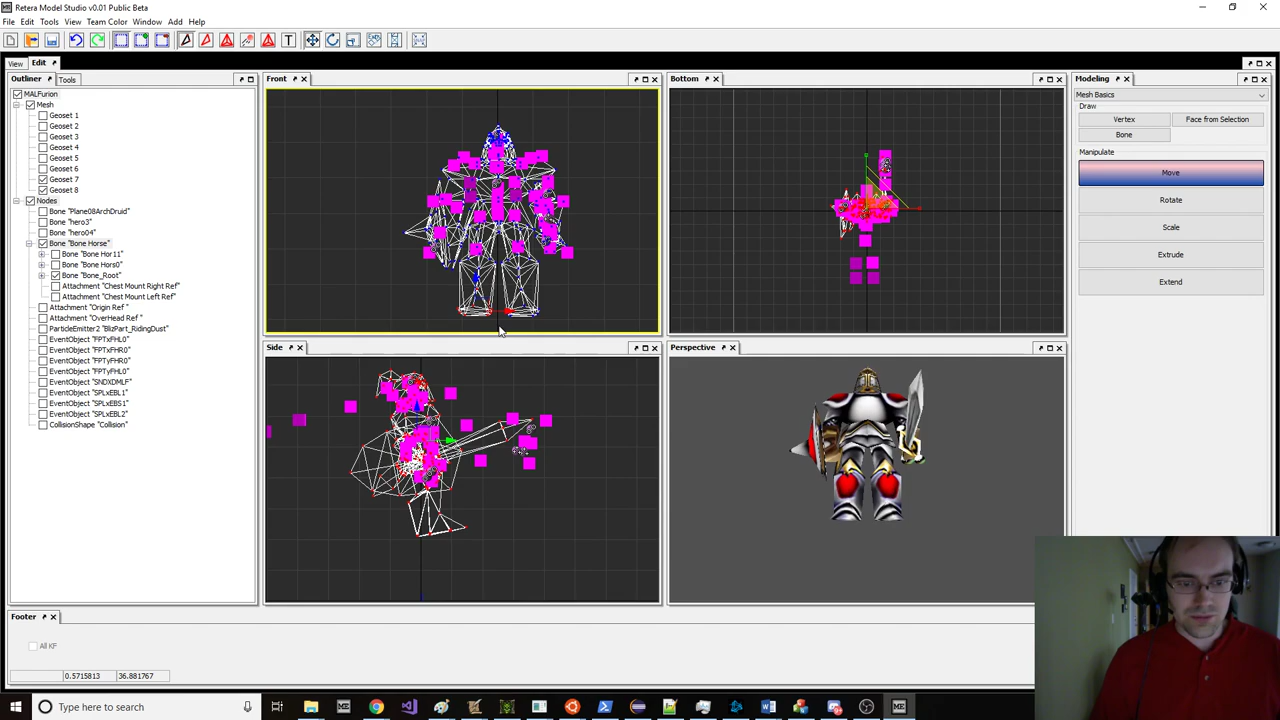 ME Retera Model Studio v0.01 Public Beta
File Edit Tools View Team Color Window Add Help
T
View Edit
Outliner Tools
MALFurion
Mesh
Geoset 1
Geoset 2
Geoset 3
Geoset 4
Geoset 5
Geoset 6
Geoset 7
Geoset 8
Nodes
Bone "Plane08ArchDruid"
Bone "hero3"
Bone "hero04"
Bone "Bone Horse"
Bone "Bone Hor11"
Bone "Bone Hors0"
Bone "Bone_Root"
Attachment "Chest Mount Right Ref"
Attachment "Chest Mount Left Ref"
Attachment "Origin Ref "
Attachment "OverHead Ref "
ParticleEmitter2 "BlizPart_RidingDust"
EventObject "FPTxFHL0"
EventObject "FPTxFHR0"
EventObject "FPTyFHL0"
EventObject "FPTyFHR0"
EventObject "SNDXDMLF"
EventObject "SPLxEBL1"
EventObject "SPLxEBS1"
EventObject "SPLxEBL2"
CollisionShape "Collision"
Front
Bottom
Side
Perspective
Modeling
Mesh Basics
Draw
Vertex Face from Selection
Bone
Manipulate
Move
Rotate
Scale
Extrude
Extend
Footer
All KF
0.5715813 36.881767
Type here to search
ME
ME